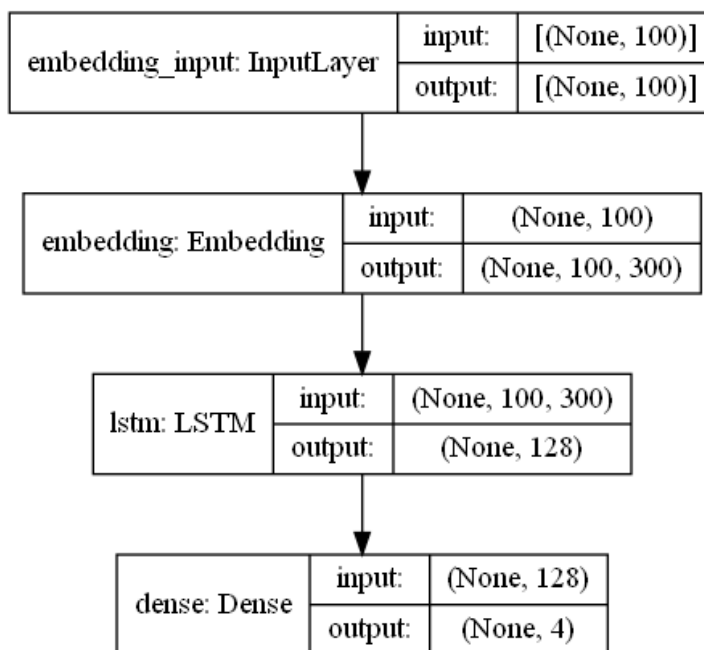 embedding_input: InputLayer
input: [(None, 100)]
output: [(None, 100)]
embedding: Embedding
input: (None, 100)
output: (None, 100, 300)
lstm: LSTM
input: (None, 100, 300)
output: (None, 128)
dense: Dense
input: (None, 128)
output: (None, 4)